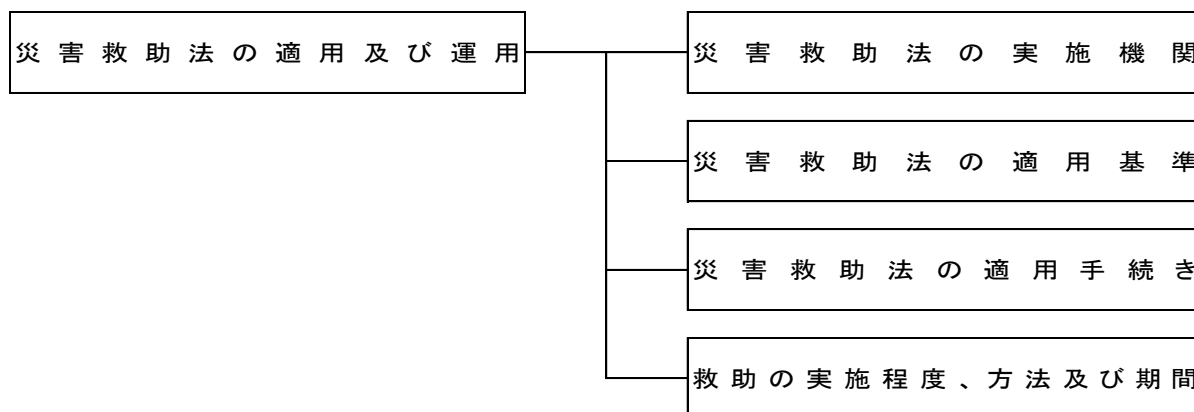 災害救助法の適用及び運用
災害救助法の実施機関
災害救助法の適用基準
災害救助法の適用手続き
救助の実施程度、方法及び期間